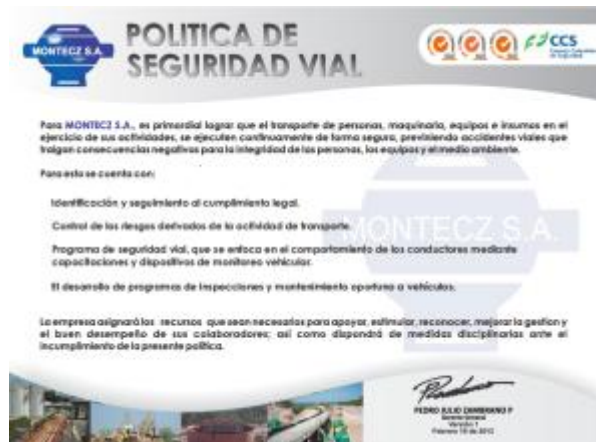 MONTECZ S.A.
POLITICA DE
SEGURIDAD VIAL
CCS
Para MONTECZ S.A., es primordial lograr que el transporte de personas, maquinaria, equipos e insumos en el
ejercicio de sus actividades, se ejecuten continuamente de forma segura, previniendo accidentes viales que
traigan consecuencias negativas para la integridad de las personas, los equipos y el medio ambiente.
Para esto se cuenta con:
Identificación y seguimiento al cumplimiento legal.
Control de los riesgos derivados de la actividad de transporte.
MONTECZ S.A.
Programa de seguridad vial, que se enfoca en el comportamiento de los conductores mediante
capacitaciones y dispositivos de monitoreo vehicular.
El desarrollo de programas de inspecciones y mantenimiento oportuno a vehículos.
La empresa asignará los recursos que sean necesarios para apoyar, estimular, reconocer, mejorar la gestion y
el buen desempeño de sus colaboradores; así como dispondrá de medidas disciplinarias ante el
incumplimiento de la presente política.
PEDRO JULIO ZAMBRANO P
Gerente General
Versión 1
Febrero 18 de 2012